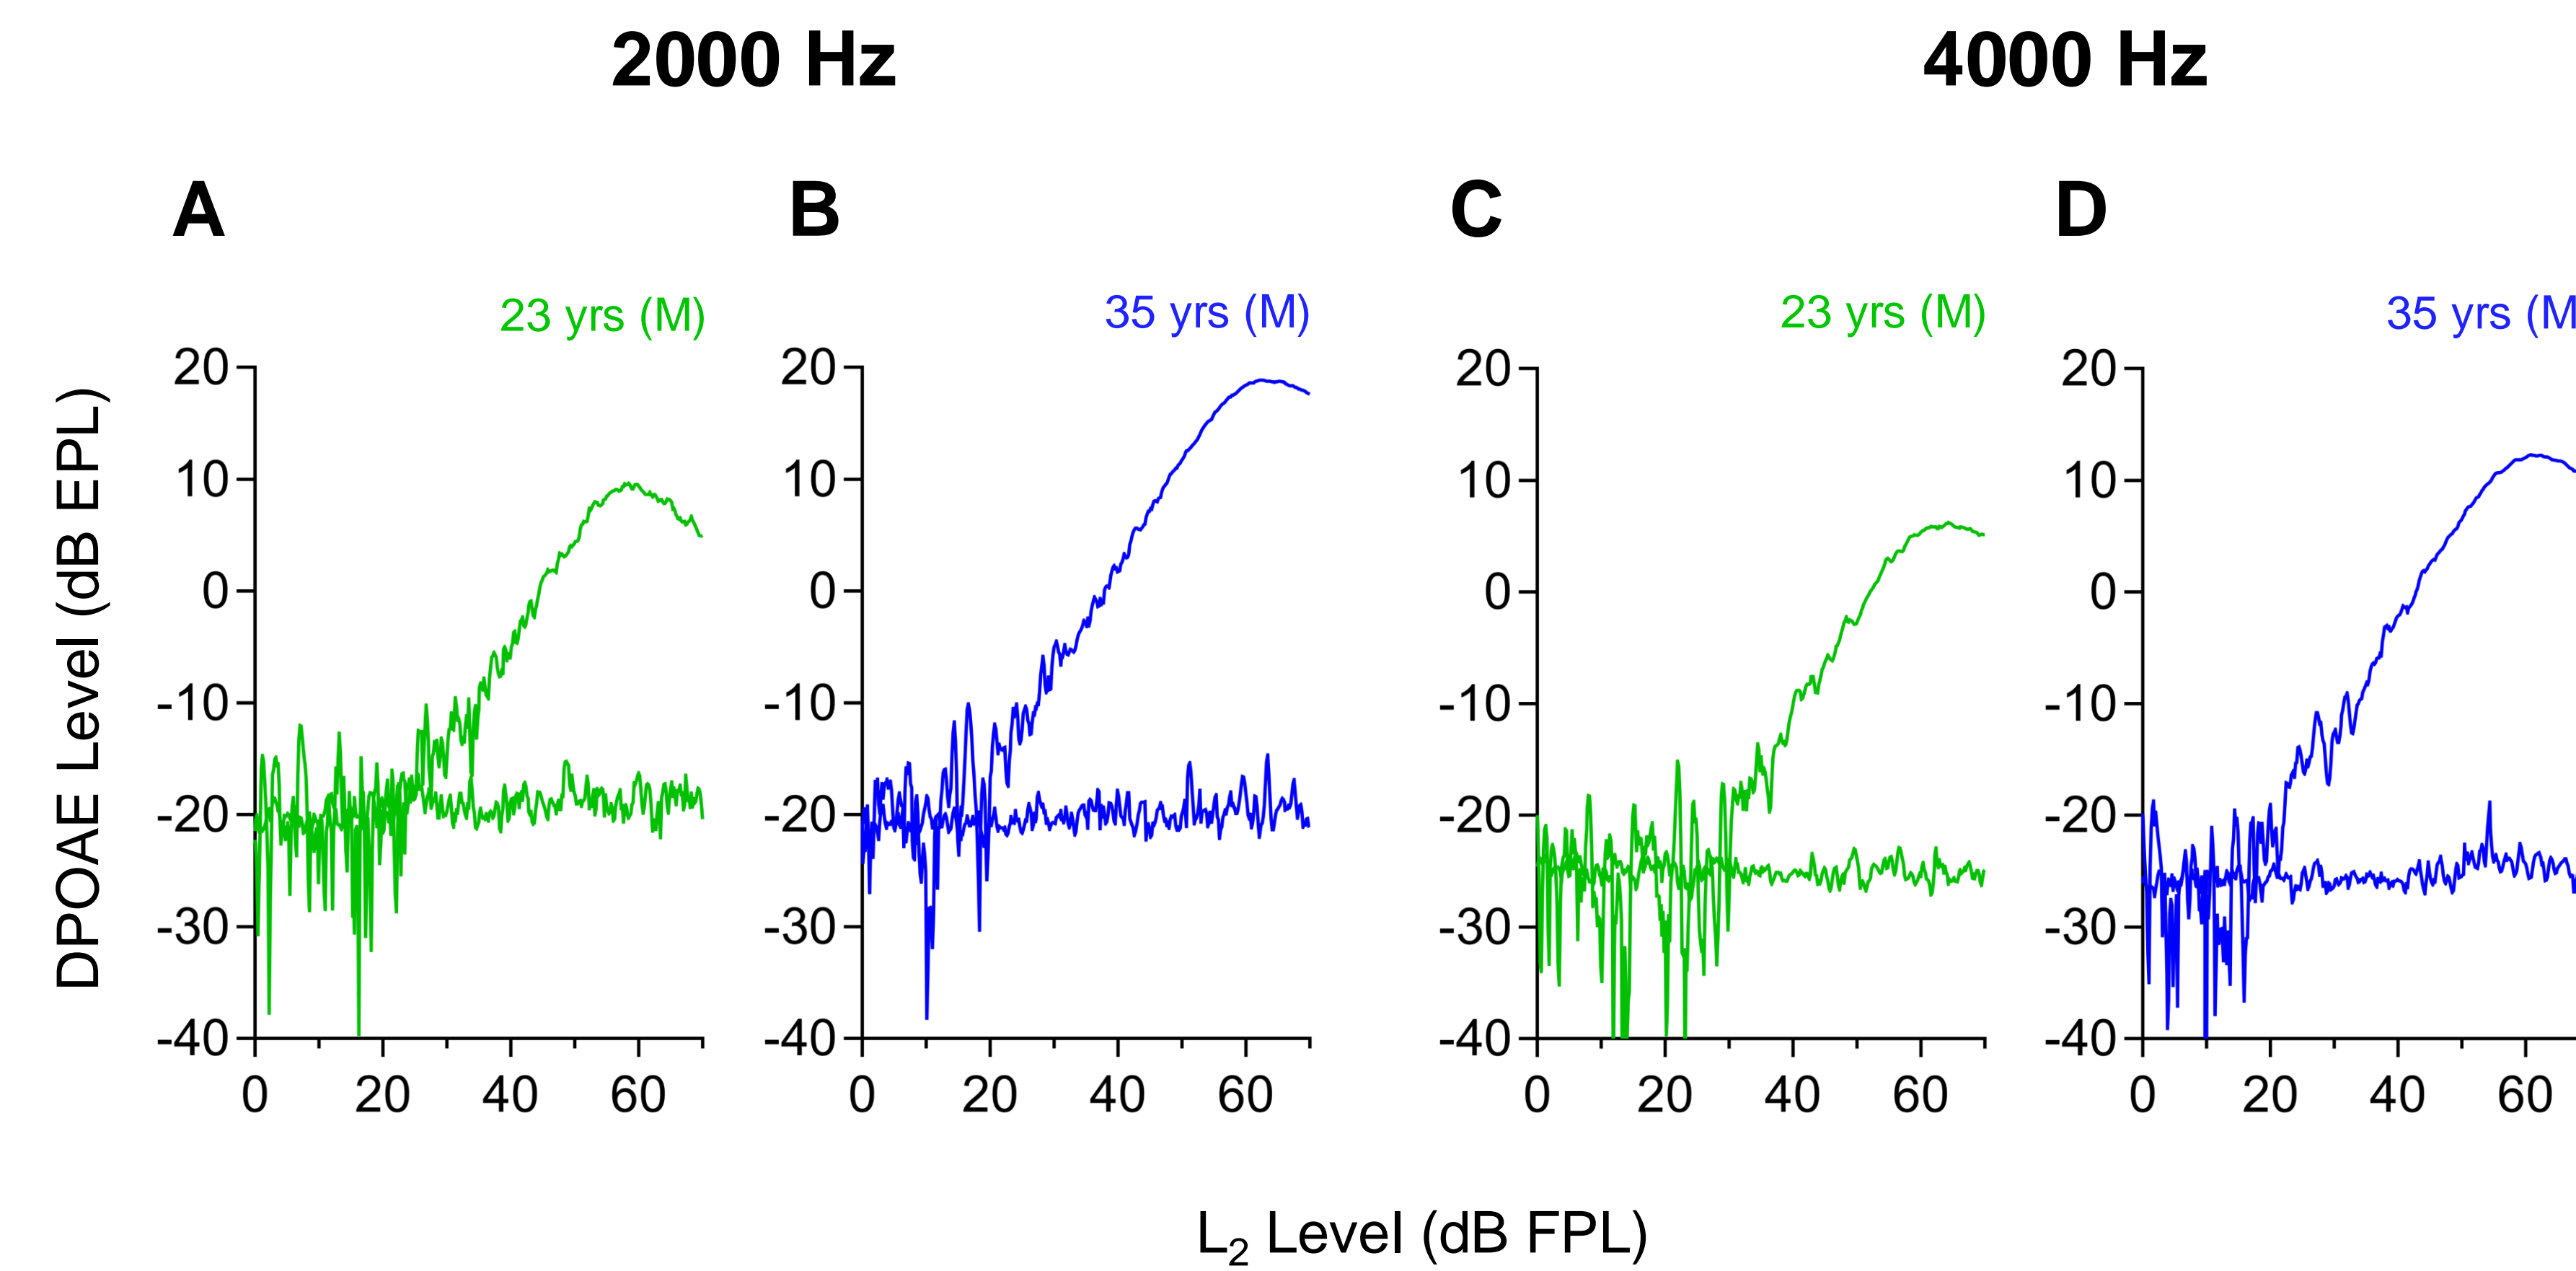 2000 Hz 4000 Hz
A B C D
23 yrs (M) 35 yrs (M) 23 yrs (M) 35 yrs (M
20 20 20 20
10 10 10 10
0 0 0 0
-10 -10 -10 -10
-20 -20 -20 -20
-30 -30 -30 -30
-40 -40 -40 -40
0 20 40 60 0 20 40 60 0 20 40 60 0 20 40 60
DPOAE Level (dB EPL)
L₂ Level (dB FPL)